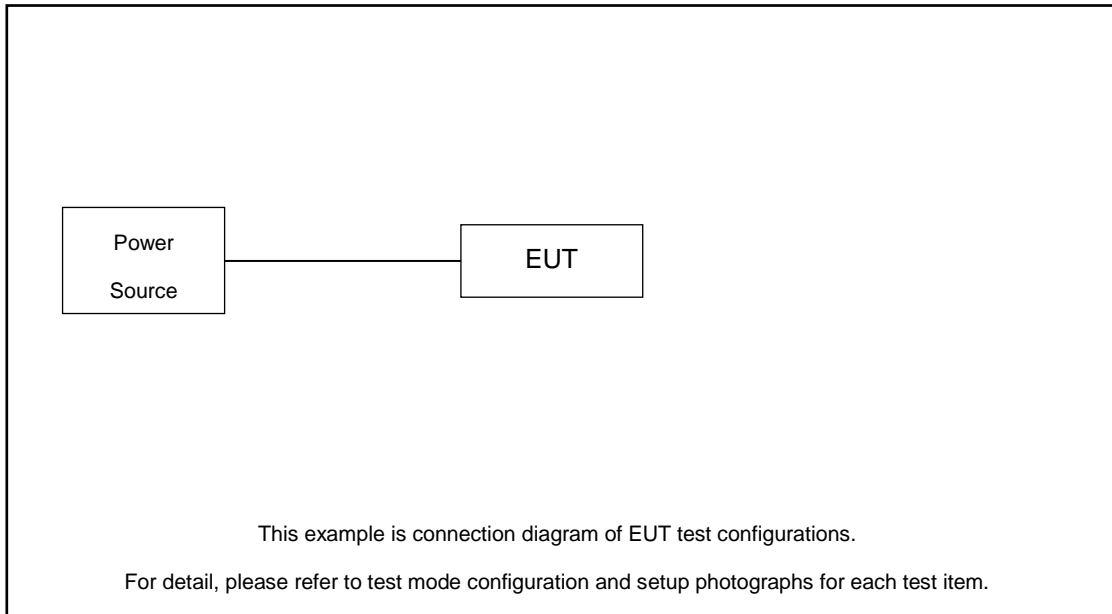 Power
Source
EUT
This example is connection diagram of EUT test configurations.
For detail, please refer to test mode configuration and setup photographs for each test item.